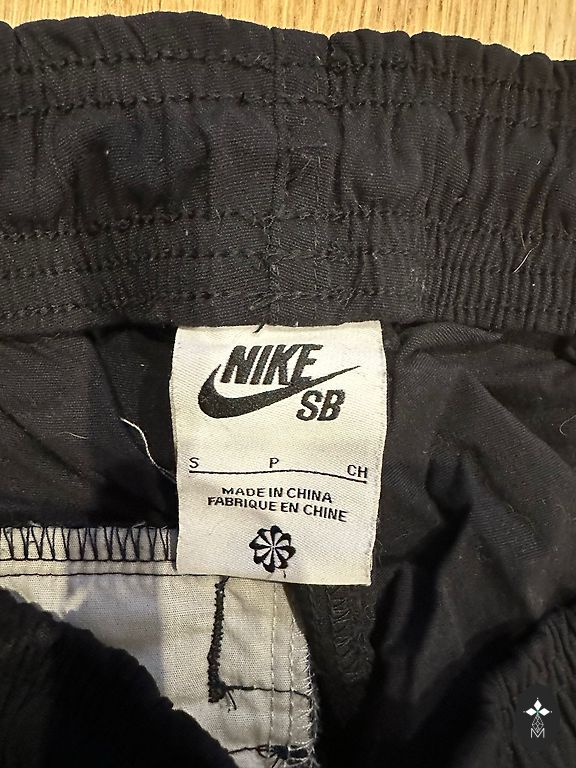 NIKE
SB
S P CH
MADE IN CHINA
FABRIQUE EN CHINE